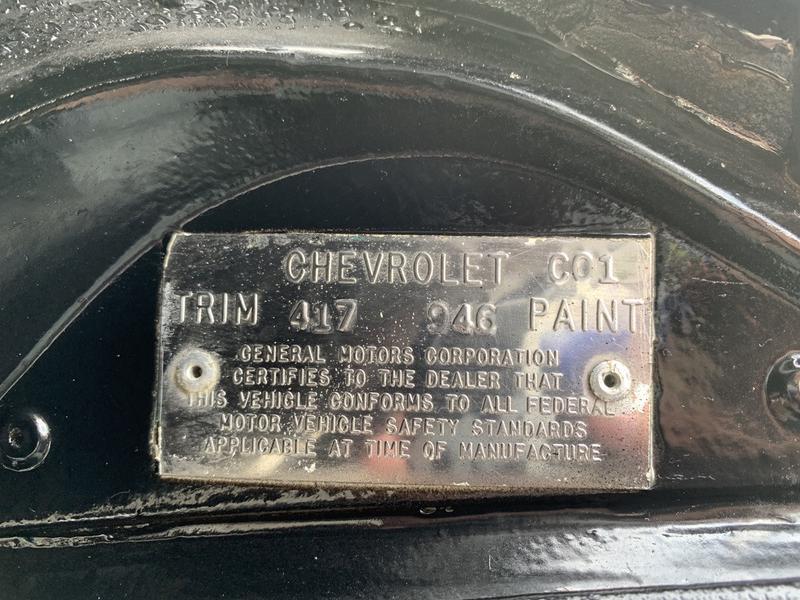 CHEVROLET CO1
TRIM 417 946 PAINT
GENERAL MOTORS CORPORATION
CERTIFIES TO THE DEALER THAT
THIS VEHICLE CONFORMS TO ALL FEDERAL
MOTOR VEHICLE SAFETY STANDARDS
APPLICABLE AT TIME OF MANUFACTURE